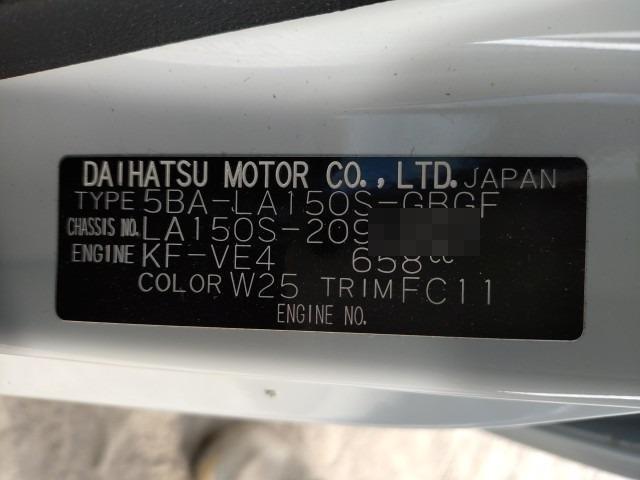 DAIHATSU MOTOR CO., LTD. JAPAN
TYPE 5BA-LA150S-GBGF
CHASSIS NO. LA150S-209
ENGINE KF-VE4 658cc
COLOR W25 TRIM FC11
ENGINE NO.